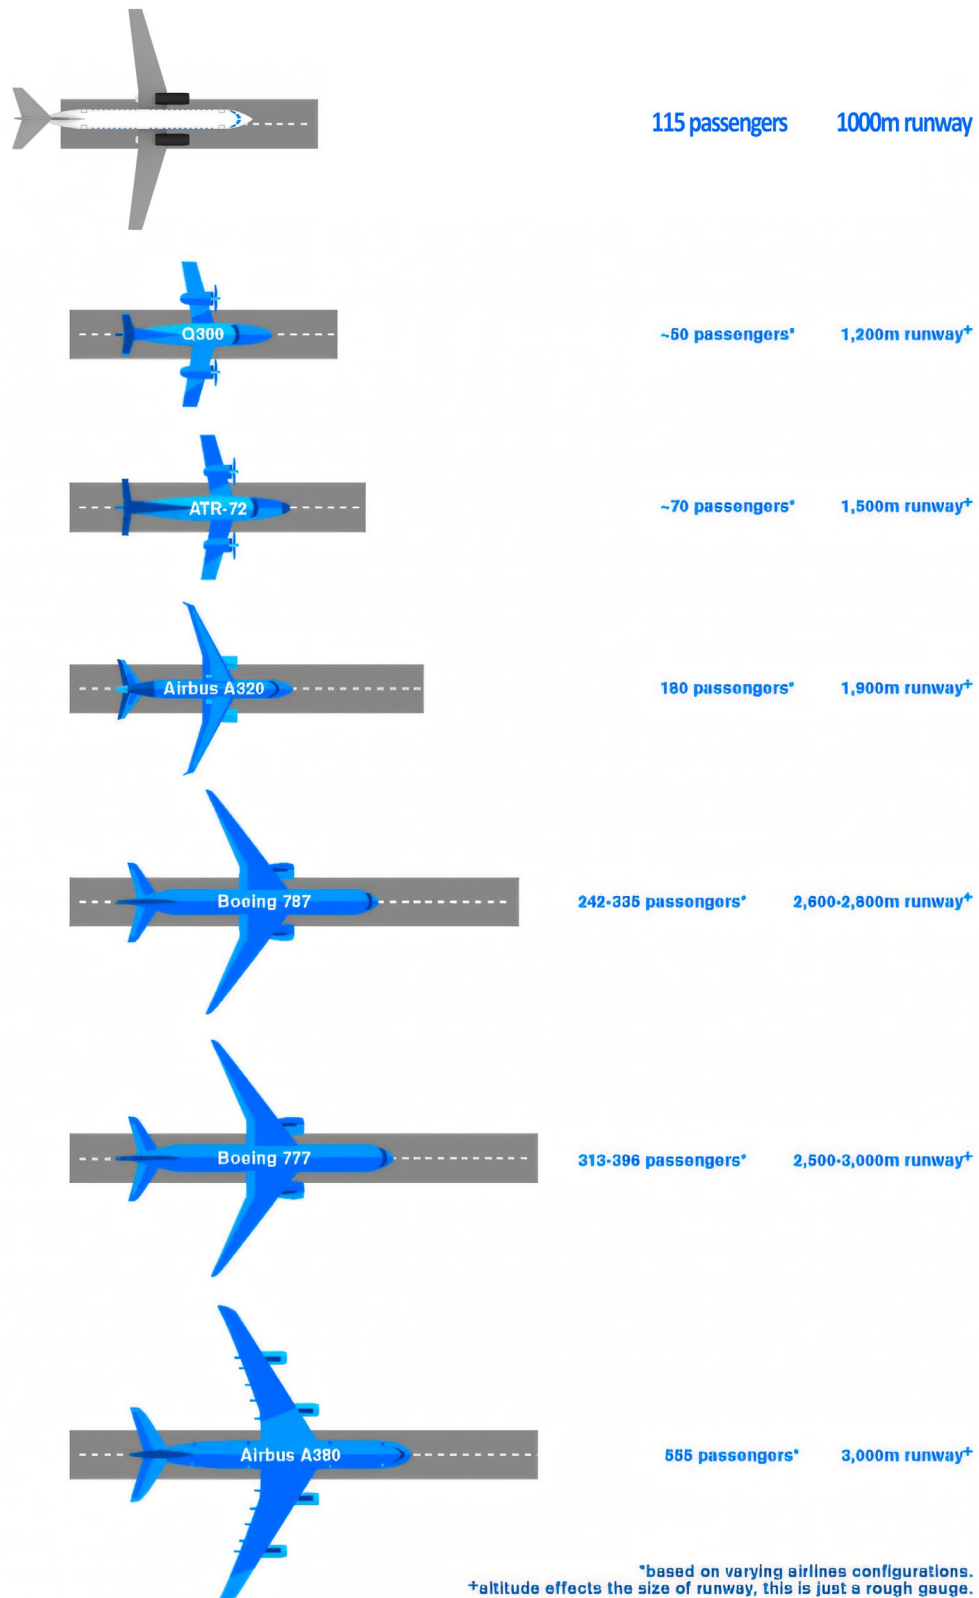 115 passengers 1000m runway
Q300 ~50 passengers* 1,200m runway+
ATR-72 ~70 passengers* 1,500m runway+
Airbus A320 180 passengers* 1,900m runway+
Boeing 787 242-335 passengers* 2,600-2,800m runway+
Boeing 777 313-396 passengers* 2,500-3,000m runway+
Airbus A380 555 passengers* 3,000m runway+
*based on varying airlines configurations.
+altitude effects the size of runway, this is just a rough gauge.